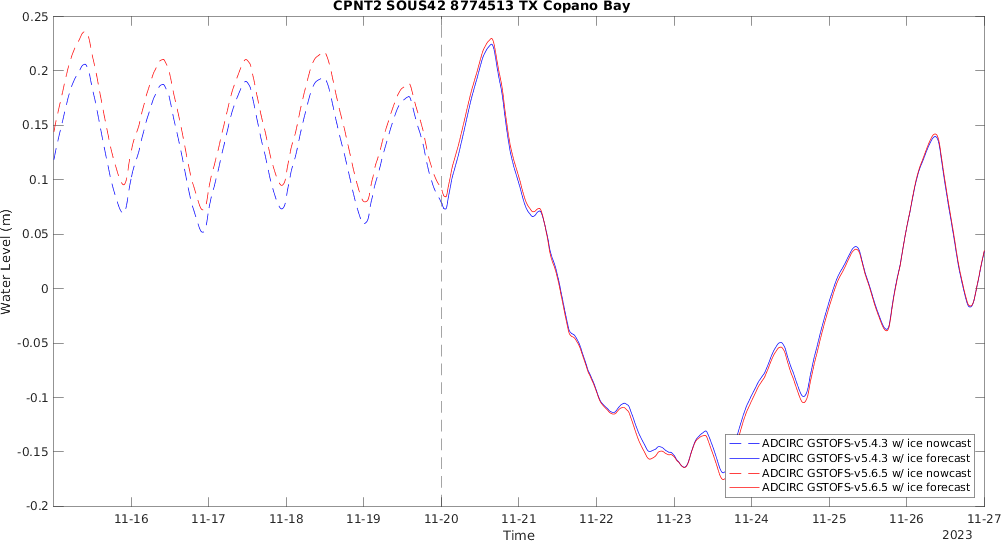 CPNT2 SOUS42 8774513 TX Copano Bay
0.25
0.2
0.15
0.1
0.05
0
-0.05
-0.1
-0.15
-0.2
Water Level (m)
ADCIRC GSTOFS-v5.4.3 w/ ice nowcast
ADCIRC GSTOFS-v5.4.3 w/ ice forecast
ADCIRC GSTOFS-v5.6.5 w/ ice nowcast
ADCIRC GSTOFS-v5.6.5 w/ ice forecast
11-16 11-17 11-18 11-19 11-20 11-21 11-22 11-23 11-24 11-25 11-26 11-27
Time
2023